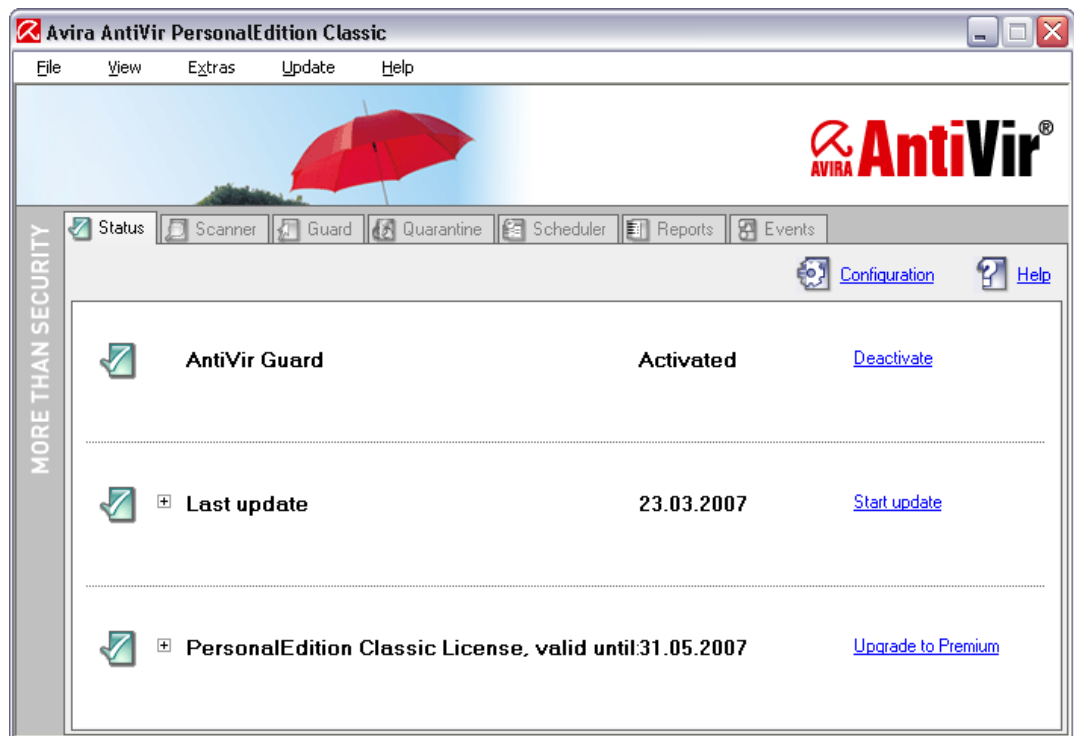 Avira AntiVir PersonalEdition Classic
File View Extras Update Help
AVIRA AntiVir®
MORE THAN SECURITY
Status Scanner Guard Quarantine Scheduler Reports Events
Configuration Help
AntiVir Guard Activated Deactivate
Last update 23.03.2007 Start update
PersonalEdition Classic License, valid until: 31.05.2007 Upgrade to Premium